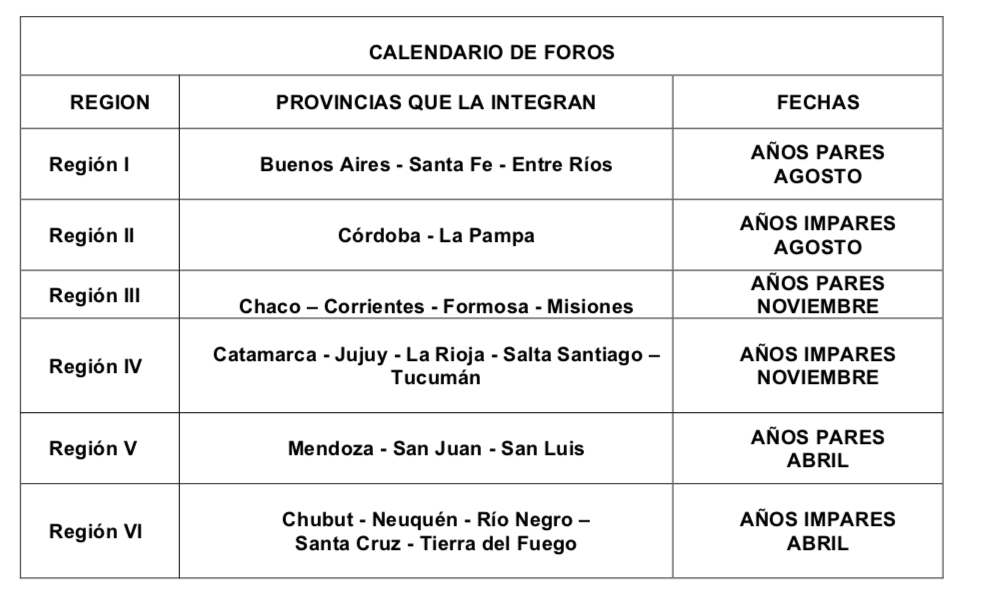 CALENDARIO DE FOROS
REGION PROVINCIAS QUE LA INTEGRAN FECHAS
Región I Buenos Aires - Santa Fe - Entre Ríos AÑOS PARES
AGOSTO
Región II Córdoba - La Pampa AÑOS IMPARES
AGOSTO
Región III Chaco – Corrientes - Formosa - Misiones AÑOS PARES
NOVIEMBRE
Región IV Catamarca - Jujuy - La Rioja - Salta Santiago –
Tucumán AÑOS IMPARES
NOVIEMBRE
Región V Mendoza - San Juan - San Luis AÑOS PARES
ABRIL
Región VI Chubut - Neuquén - Río Negro –
Santa Cruz - Tierra del Fuego AÑOS IMPARES
ABRIL